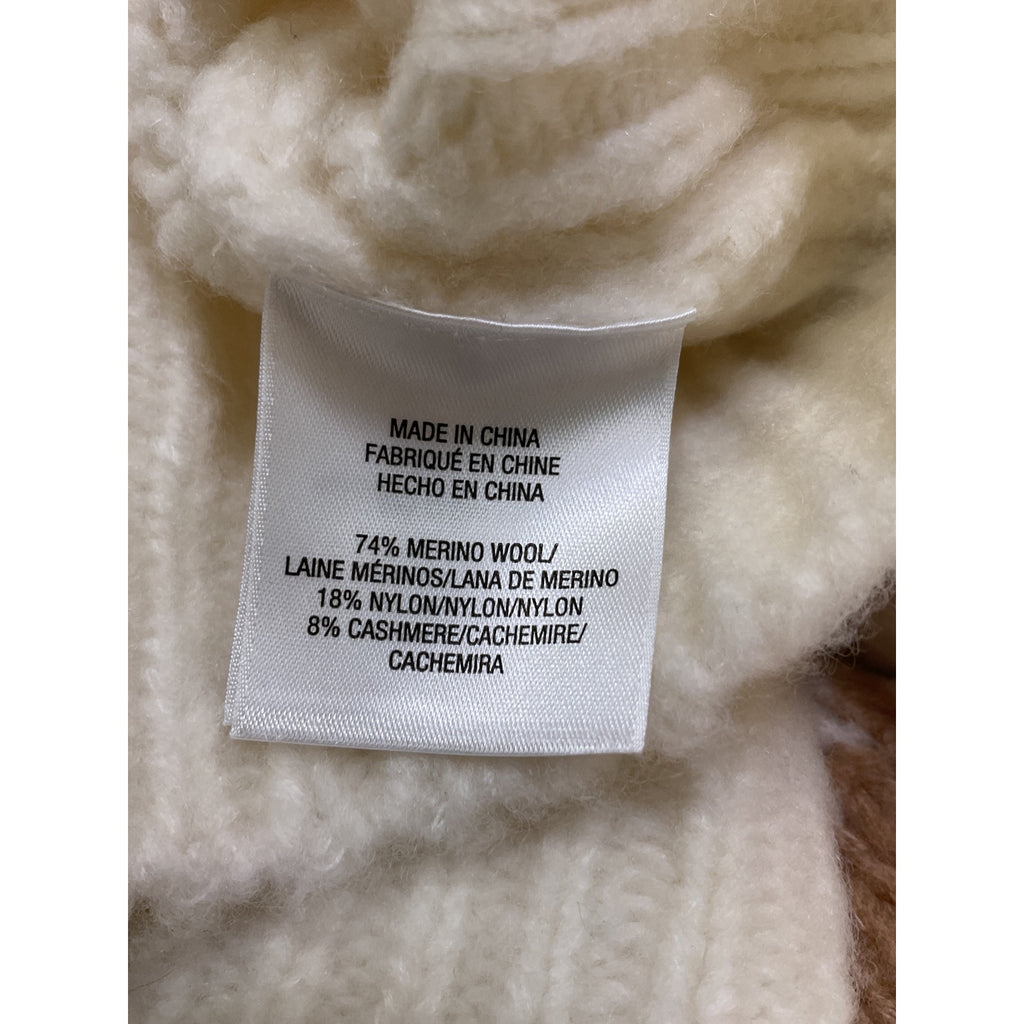 MADE IN CHINA
FABRIQUÉ EN CHINE
HECHO EN CHINA
74% MERINO WOOL/
LAINE MÉRINOS/LANA DE MERINO
18% NYLON/NYLON/NYLON
8% CASHMERE/CACHEMIRE/
CACHEMIRA